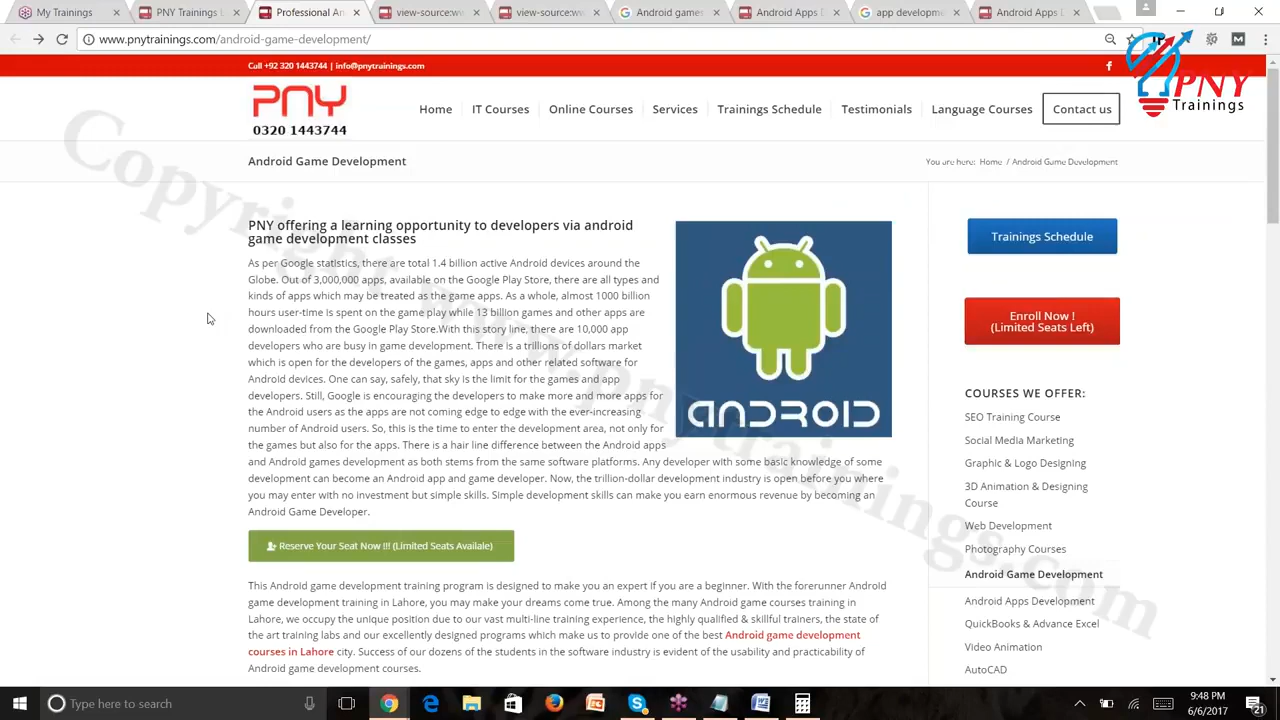 My Trainings
PNY Trainings L
Professional An
view-source:ww
view-source:ww
Android games
Android App D
app developme
Android Apps D
www.pnytrainings.com/android-game-development/
Call +92 320 1443744 | info@pnytrainings.com
PNY
0320 1443744
Home
IT Courses
Online Courses
Services
Trainings Schedule
Testimonials
Language Courses
Contact us
PNY
Trainings
Android Game Development
You are here: Home / Android Game Development
PNY offering a learning opportunity to developers via android
game development classes
As per Google statistics, there are total 1.4 billion active Android devices around the
Globe. Out of 3,000,000 apps, available on the Google Play Store, there are all types and
kinds of apps which may be treated as the game apps. As a whole, almost 1000 billion
hours user-time is spent on the game play while 13 billion games and other apps are
downloaded from the Google Play Store.With this story line, there are 10,000 app
developers who are busy in game development. There is a trillions of dollars market
which is open for the developers of the games, apps and other related software for
Android devices. One can say, safely, that sky is the limit for the games and app
developers. Still, Google is encouraging the developers to make more and more apps for
the Android users as the apps are not coming edge to edge with the ever-increasing
number of Android users. So, this is the time to enter the development area, not only for
the games but also for the apps. There is a hair line difference between the Android apps
and Android games development as both stems from the same software platforms. Any developer with some basic knowledge of some
development can become an Android app and game developer. Now, the trillion-dollar development industry is open before you where
you may enter with no investment but simple skills. Simple development skills can make you earn enormous revenue by becoming an
Android Game Developer.
ANDROID
Reserve Your Seat Now !!! (Limited Seats Availale)
This Android game development training program is designed to make you an expert if you are a beginner. With the forerunner Android
game development training in Lahore, you may make your dreams come true. Among the many Android game courses training in
Lahore, we occupy the unique position due to our vast multi-line training experience, the highly qualified & skillful trainers, the state of
the art training labs and our excellently designed programs which make us to provide one of the best Android game development
courses in Lahore city. Success of our dozens of the students in the software industry is evident of the usability and practicability of
Android game development courses.
Trainings Schedule
Enroll Now !
(Limited Seats Left)
COURSES WE OFFER:
SEO Training Course
Social Media Marketing
Graphic & Logo Designing
3D Animation & Designing
Course
Web Development
Photography Courses
Android Game Development
Android Apps Development
QuickBooks & Advance Excel
Video Animation
AutoCAD
Copyright www.pnytrainings.com
Type here to search
9:48 PM
6/6/2017
21